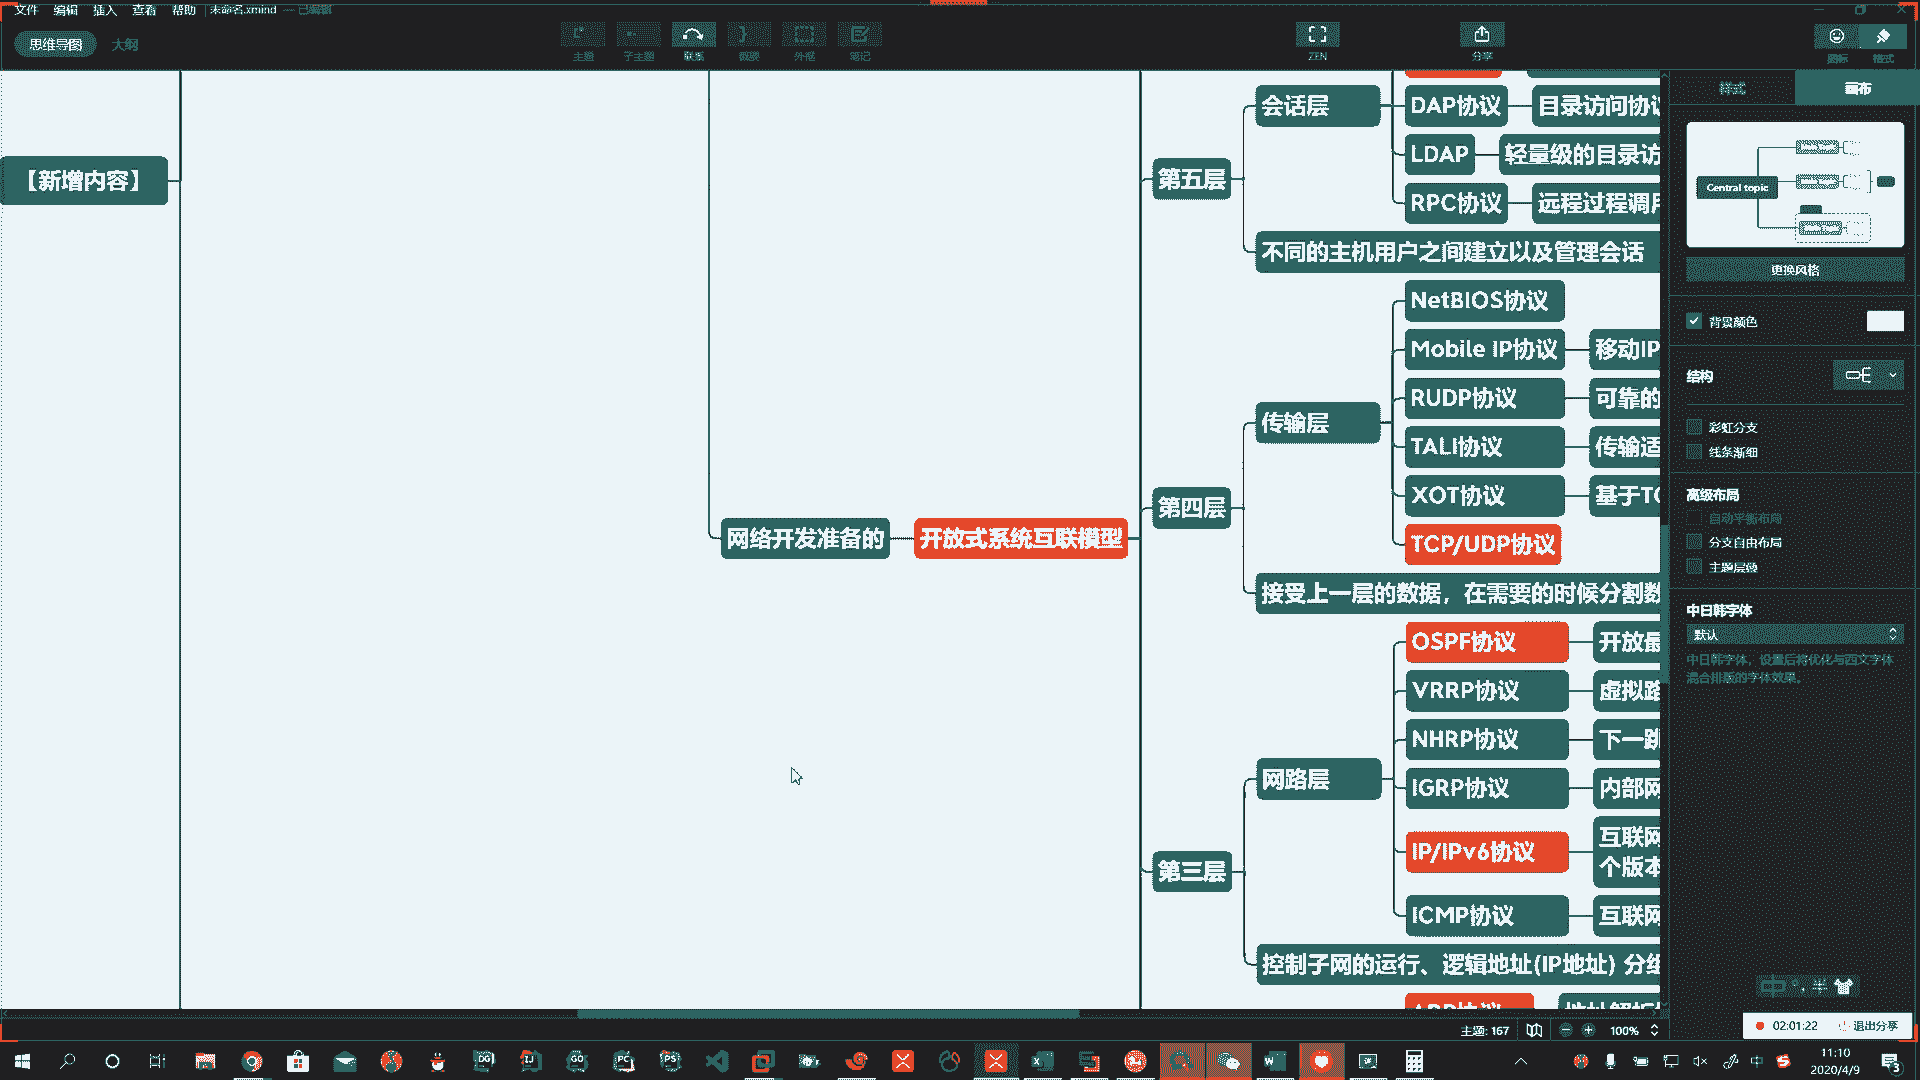 文件 编辑 插入 查看 帮助 未命名.xmind — 已编辑
思维导图 大纲
主题 子主题 联系 概要 外框 笔记 ZEN 分享 图标 格式
样式 画布
【新增内容】
网络开发准备的
开放式系统互联模型
第五层
会话层
DAP协议 目录访问协议
LDAP 轻量级的目录访
RPC协议 远程过程调用
不同的主机用户之间建立以及管理会话
第四层
传输层
NetBIOS协议
Mobile IP协议 移动IP
RUDP协议 可靠的
TALI协议 传输适
XOT协议 基于TC
TCP/UDP协议
接受上一层的数据，在需要的时候分割数
第三层
网路层
OSPF协议 开放最
VRRP协议 虚拟路
NHRP协议 下一跳
IGRP协议 内部网
IP/IPv6协议 互联网
个版本
ICMP协议 互联网
控制子网的运行、逻辑地址(IP地址) 分组
ARP协议 地址解析
Central topic
更换风格
背景颜色
结构
彩虹分支
线条渐细
高级布局
自动平衡布局
分支自由布局
主题层叠
中日韩字体
默认
中日韩字体，设置后将优化与西文字体
混合排版的字体效果。
主题: 167 100%
02:01:22 退出分享
DG IJ GO PC PS
中
11:10
2020/4/9
3